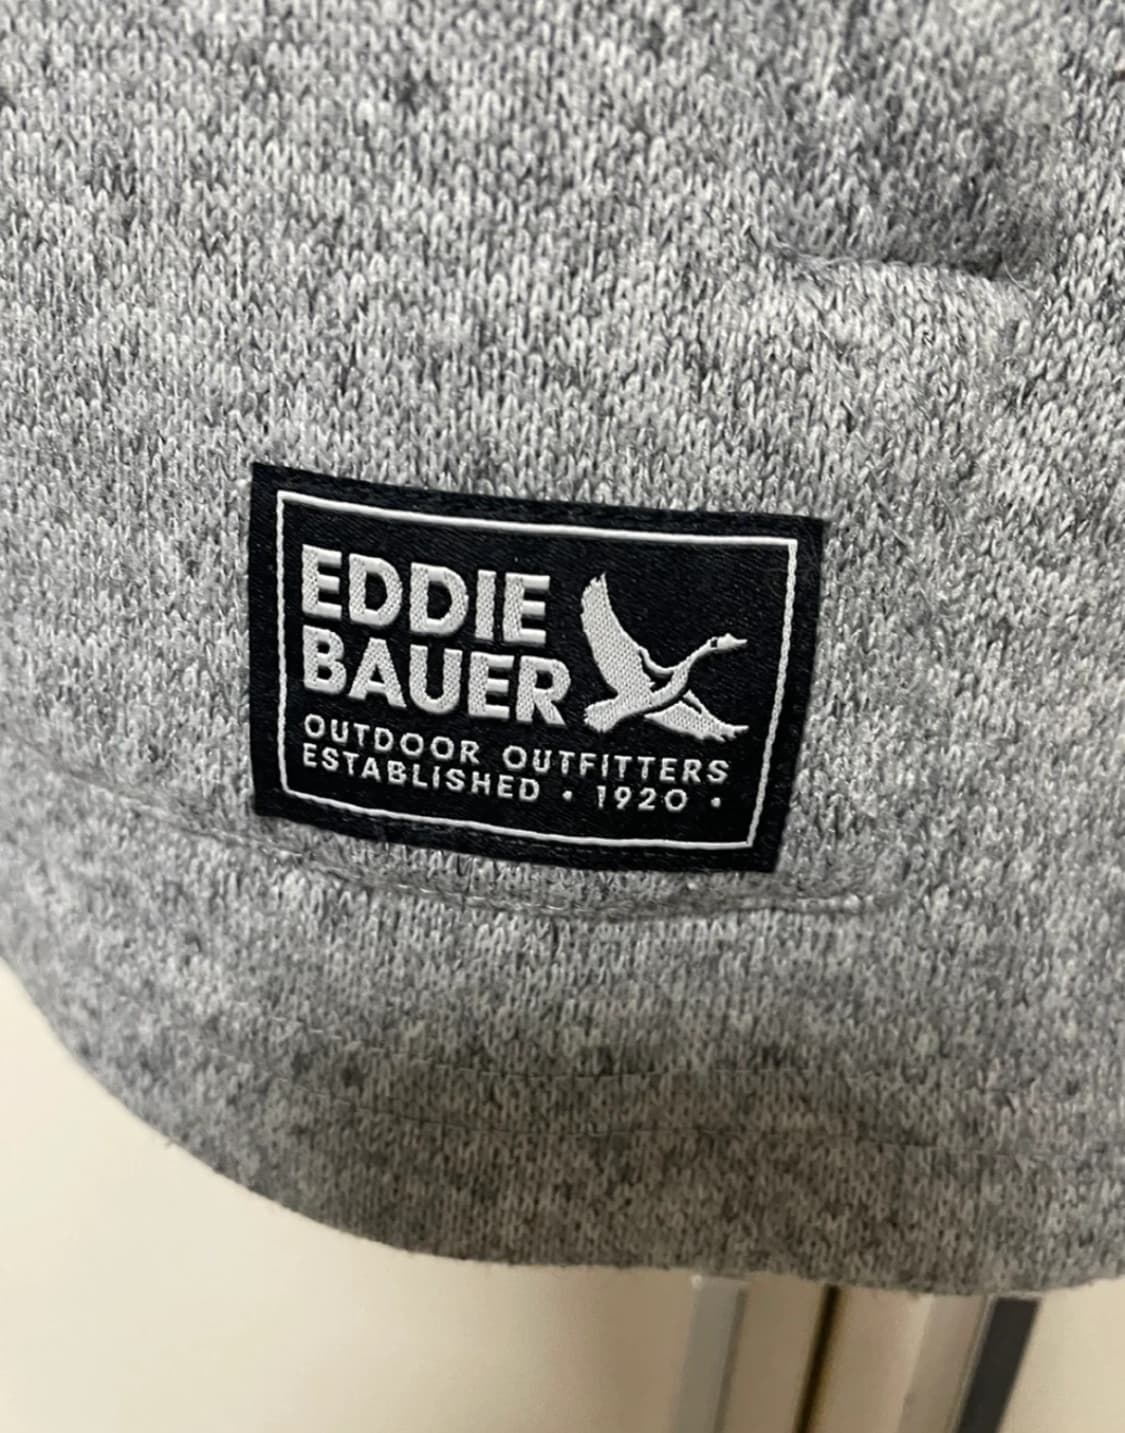 EDDIE
BAUER
OUTDOOR OUTFITTERS
ESTABLISHED • 1920 •